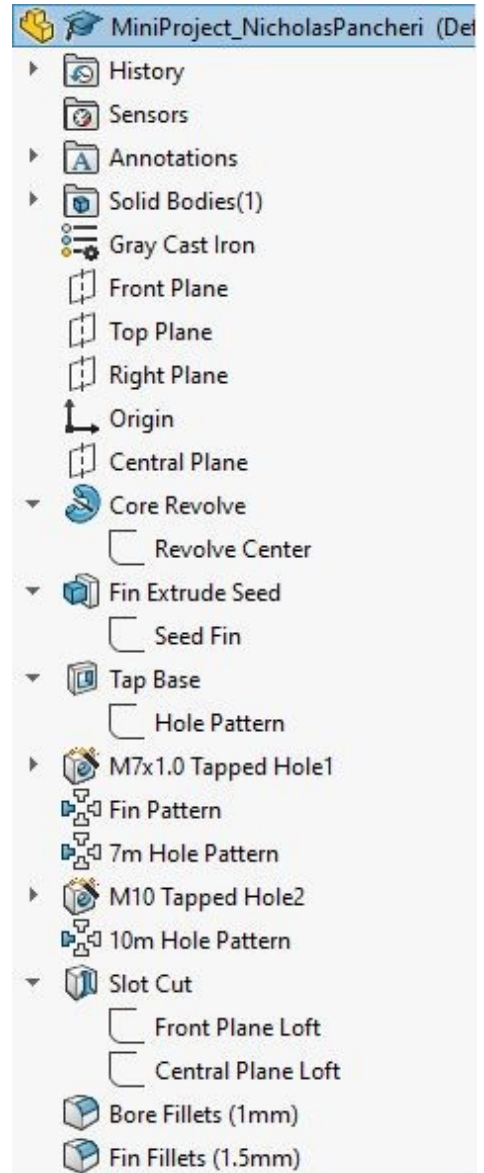 MiniProject_NicholasPancheri (Def
History
Sensors
Annotations
Solid Bodies(1)
Gray Cast Iron
Front Plane
Top Plane
Right Plane
Origin
Central Plane
Core Revolve
Revolve Center
Fin Extrude Seed
Seed Fin
Tap Base
Hole Pattern
M7x1.0 Tapped Hole1
Fin Pattern
7m Hole Pattern
M10 Tapped Hole2
10m Hole Pattern
Slot Cut
Front Plane Loft
Central Plane Loft
Bore Fillets (1mm)
Fin Fillets (1.5mm)